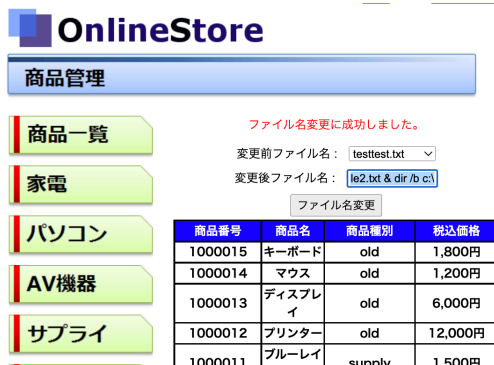 OnlineStore
商品管理
商品一覧
家電
パソコン
AV機器
サプライ
ファイル名変更に成功しました。
変更前ファイル名： testtest.txt
変更後ファイル名： le2.txt & dir /b c:\
ファイル名変更
商品番号 商品名 商品種別 税込価格
1000015 キーボード old 1,800円
1000014 マウス old 1,200円
1000013 ディスプレイ old 6,000円
1000012 プリンター old 12,000円
1000011 ブルーレイ supply 1,500円